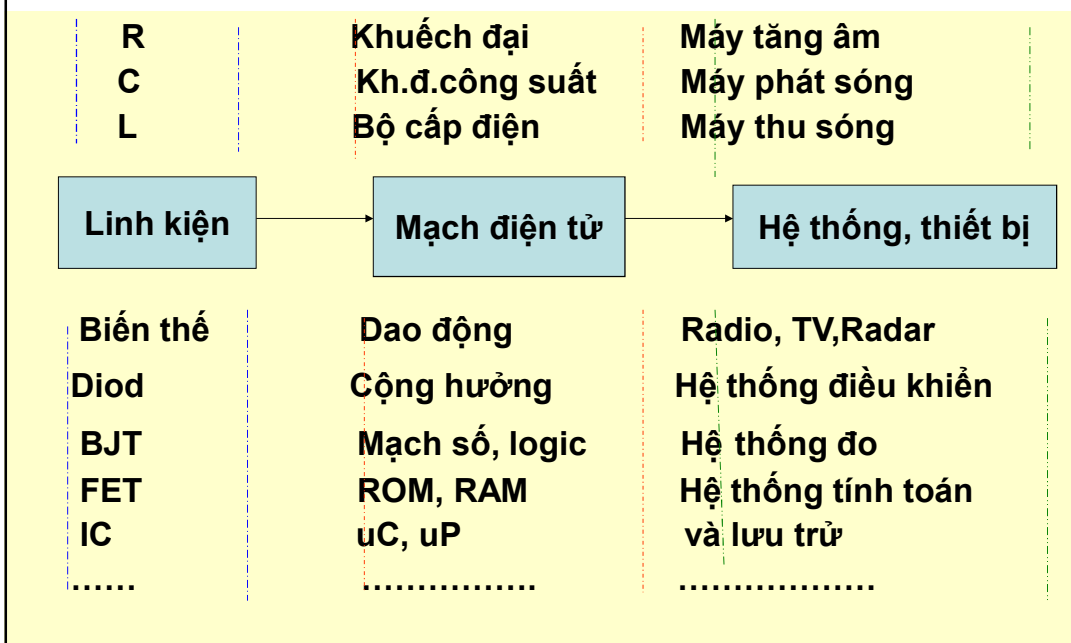 R Khuếch đại Máy tăng âm
C Kh.đ.công suất Máy phát sóng
L Bộ cấp điện Máy thu sóng
Linh kiện Mạch điện tử Hệ thống, thiết bị
Biến thế Dao động Radio, TV,Radar
Diod Cộng hưởng Hệ thống điều khiển
BJT Mạch số, logic Hệ thống đo
FET ROM, RAM Hệ thống tính toán
IC uC, uP và lưu trử
...... ................ ..................